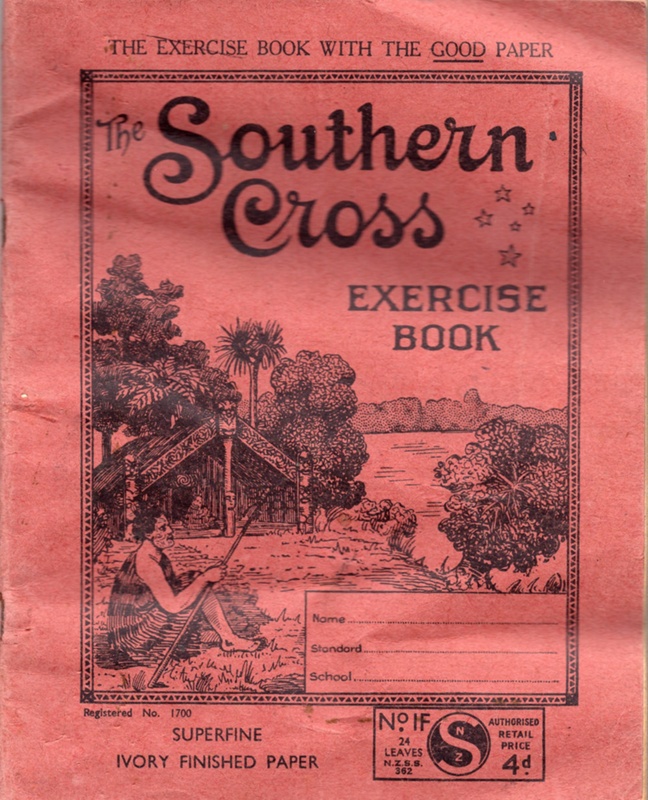 THE EXERCISE BOOK WITH THE GOOD PAPER
The Southern
Cross
EXERCISE
BOOK
Name
Standard
School
Registered No. 1700
SUPERFINE
IVORY FINISHED PAPER
No IF
24
LEAVES
N.Z.S.S.
362
N
S
Z
AUTHORISED
RETAIL
PRICE
4d